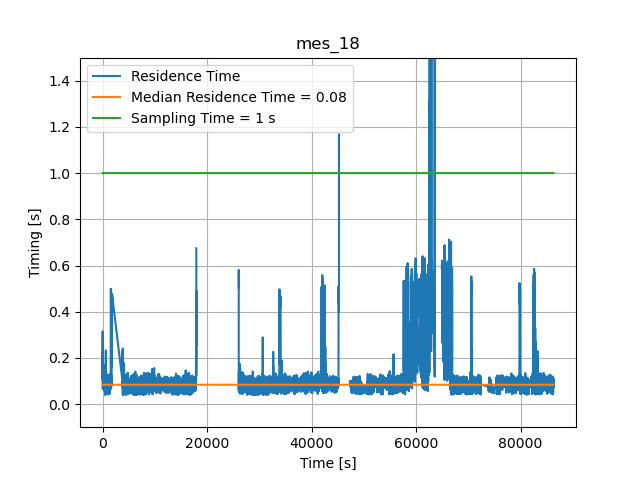 mes_18
Residence Time
Median Residence Time = 0.08
Sampling Time = 1 s
1.4
1.2
1.0
0.8
0.6
0.4
0.2
0.0
Timing [s]
0 20000 40000 60000 80000
Time [s]